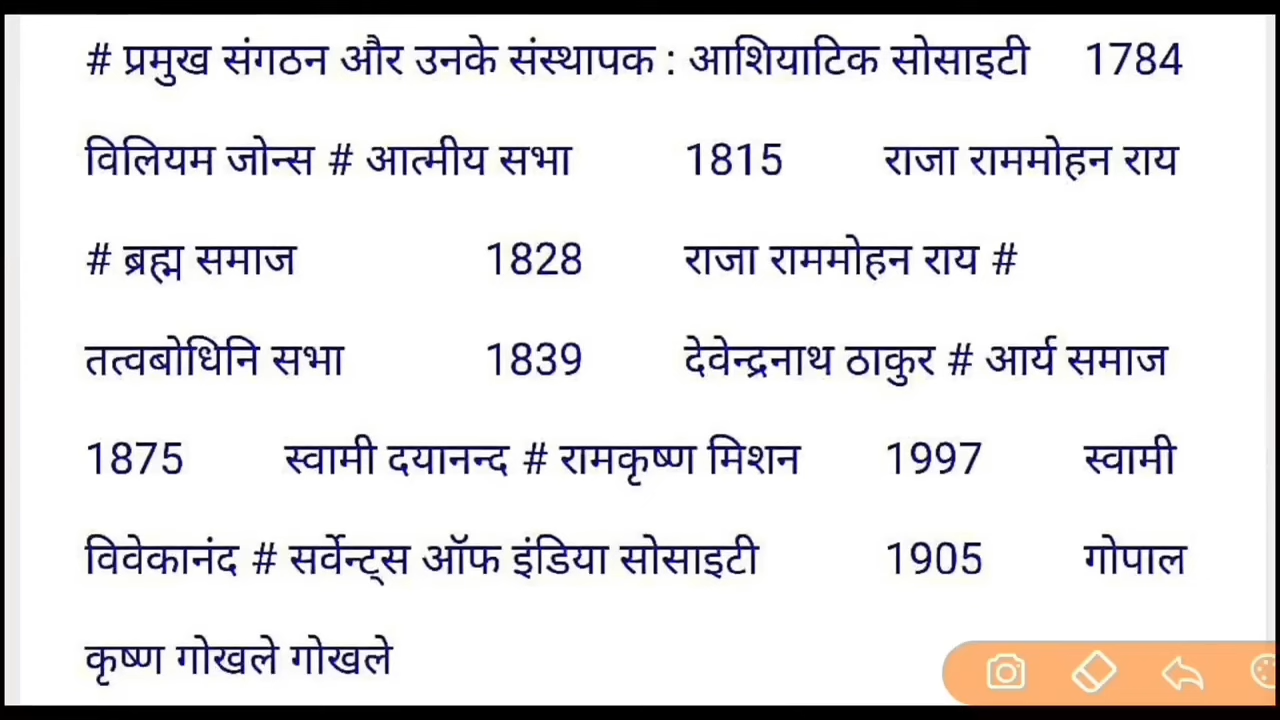 # प्रमुख संगठन और उनके संस्थापक : आशियाटिक सोसाइटी 1784
विलियम जोन्स # आत्मीय सभा 1815 राजा राममोहन राय
# ब्रह्म समाज 1828 राजा राममोहन राय #
तत्वबोधिनि सभा 1839 देवेन्द्रनाथ ठाकुर # आर्य समाज
1875 स्वामी दयानन्द # रामकृष्ण मिशन 1997 स्वामी
विवेकानंद # सर्वेन्ट्स ऑफ इंडिया सोसाइटी 1905 गोपाल
कृष्ण गोखले गोखले